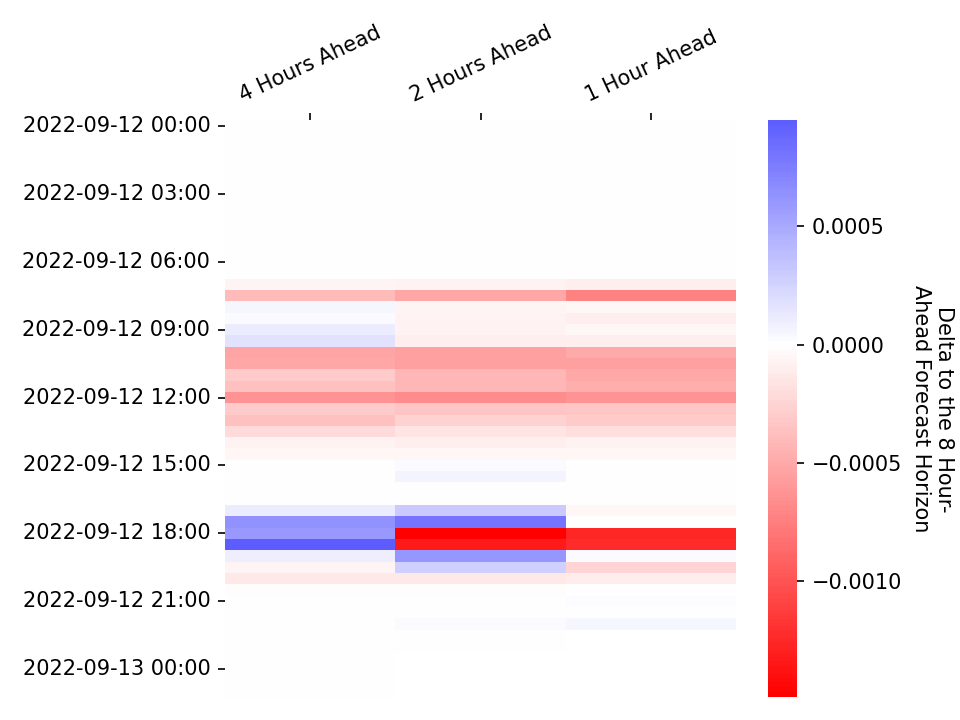 4 Hours Ahead
2 Hours Ahead
1 Hour Ahead
2022-09-12 00:00
2022-09-12 03:00
2022-09-12 06:00
2022-09-12 09:00
2022-09-12 12:00
2022-09-12 15:00
2022-09-12 18:00
2022-09-12 21:00
2022-09-13 00:00
0.0005
0.0000
−0.0005
−0.0010
Delta to the 8 Hour-
Ahead Forecast Horizon